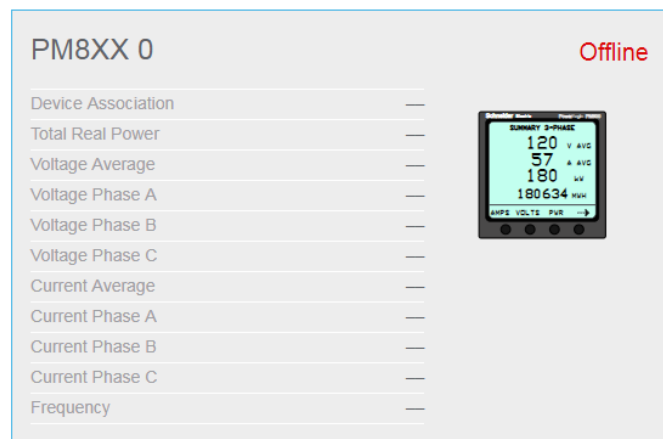 PM8XX 0
Offline
Device Association —
Total Real Power —
Voltage Average —
Voltage Phase A —
Voltage Phase B —
Voltage Phase C —
Current Average —
Current Phase A —
Current Phase B —
Current Phase C —
Frequency —
SUMMARY 3-PHASE
120 V AVG
57 A AVG
180 kW
180634 MWH
AMPS VOLTS PWR →